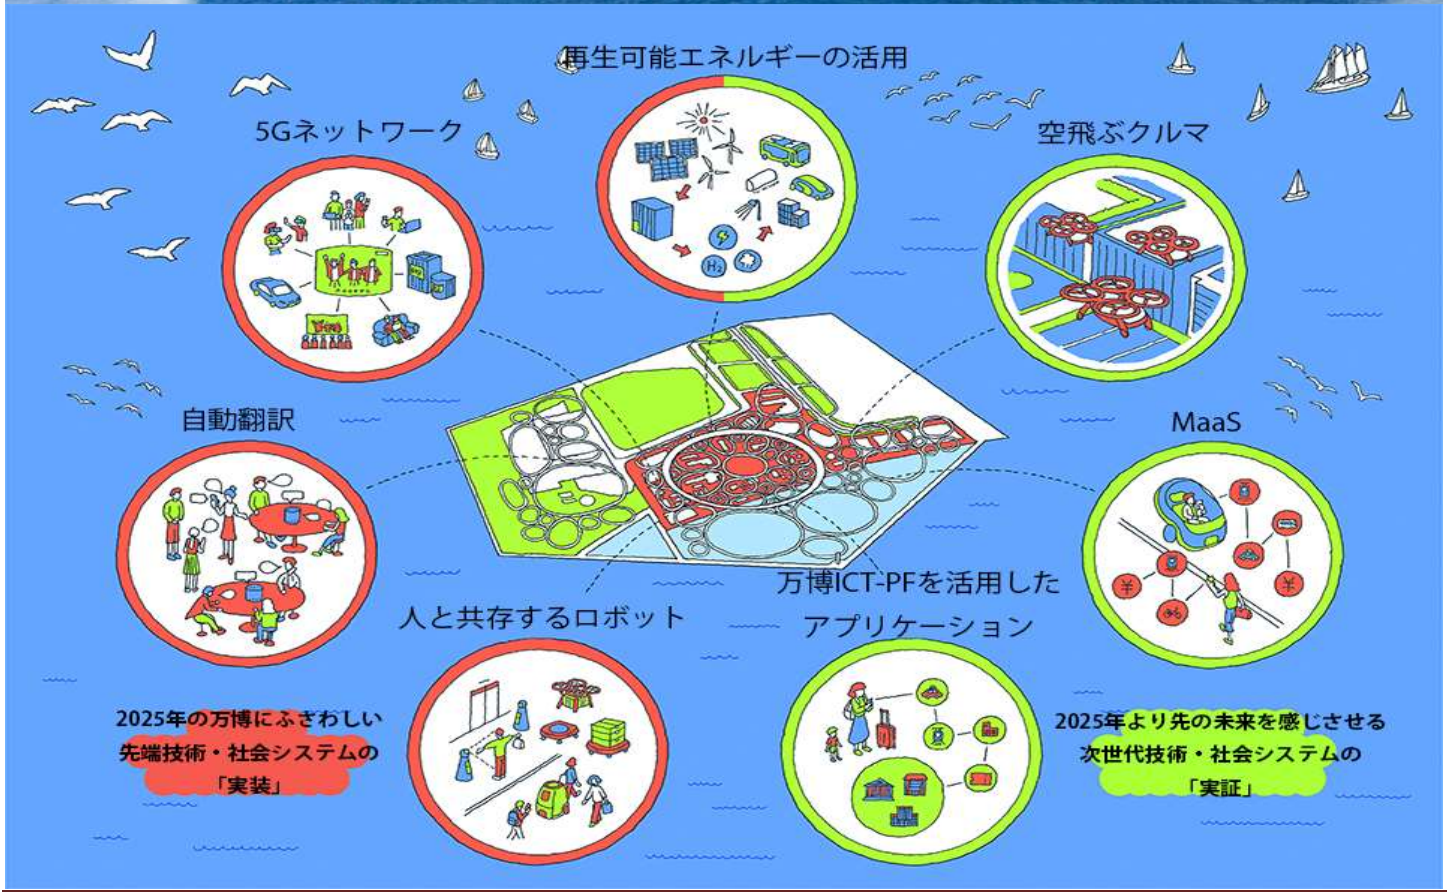 再生可能エネルギーの活用
5Gネットワーク
空飛ぶクルマ
H₂
自動翻訳
MaaS
¥
¥
万博ICT-PFを活用した
アプリケーション
人と共存するロボット
2025年の万博にふさわしい
先端技術・社会システムの
「実装」
2025年より先の未来を感じさせる
次世代技術・社会システムの
「実証」